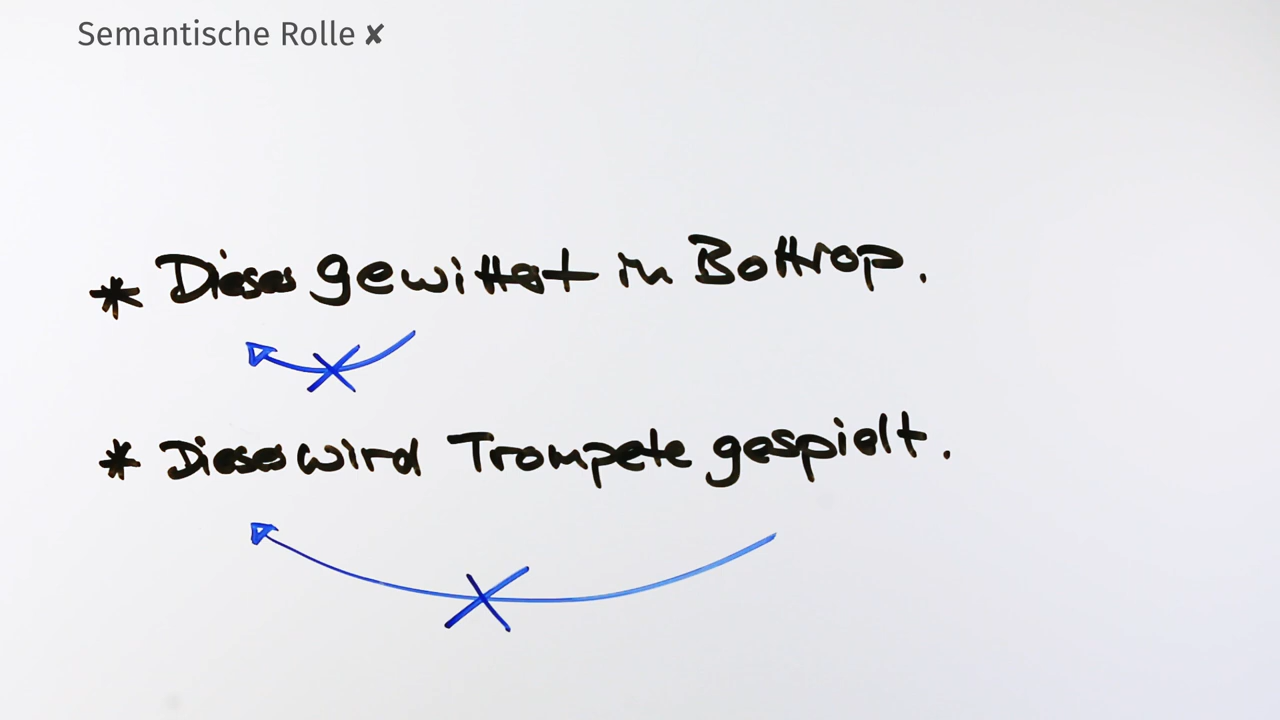 Semantische Rolle ✘
* Dieses gewittert in Bottrop.
* Dieses wird Trompete gespielt.